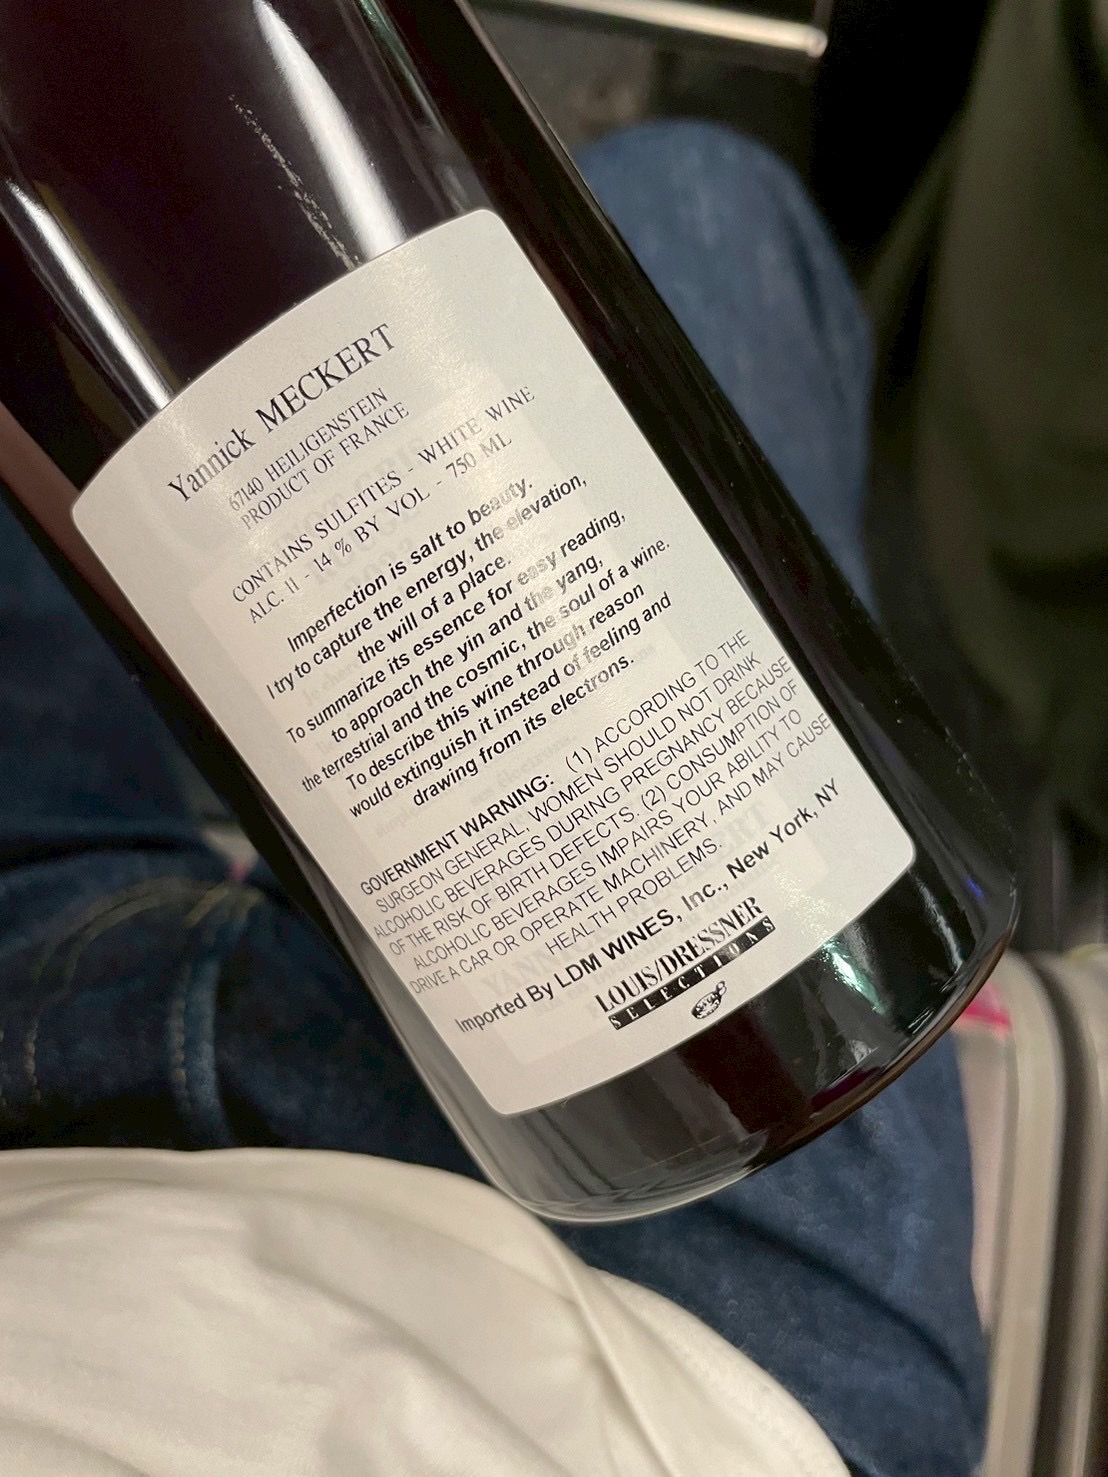 Yannick MECKERT
67140 HEILIGENSTEIN
PRODUCT OF FRANCE
CONTAINS SULFITES - WHITE WINE
ALC. 11 - 14 % BY VOL - 750 ML
Imperfection is salt to beauty.
I try to capture the energy, the elevation,
the will of a place.
To summarize its essence for easy reading,
to approach the yin and the yang,
the terrestrial and the cosmic, the soul of a wine.
To describe this wine through reason
would extinguish it instead of feeling and
drawing from its electrons.
GOVERNMENT WARNING: (1) ACCORDING TO THE
SURGEON GENERAL, WOMEN SHOULD NOT DRINK
ALCOHOLIC BEVERAGES DURING PREGNANCY BECAUSE
OF THE RISK OF BIRTH DEFECTS. (2) CONSUMPTION OF
ALCOHOLIC BEVERAGES IMPAIRS YOUR ABILITY TO
DRIVE A CAR OR OPERATE MACHINERY, AND MAY CAUSE
HEALTH PROBLEMS.
Imported By LDM WINES, Inc., New York, NY
LOUIS/DRESSNER
SELECTIONS